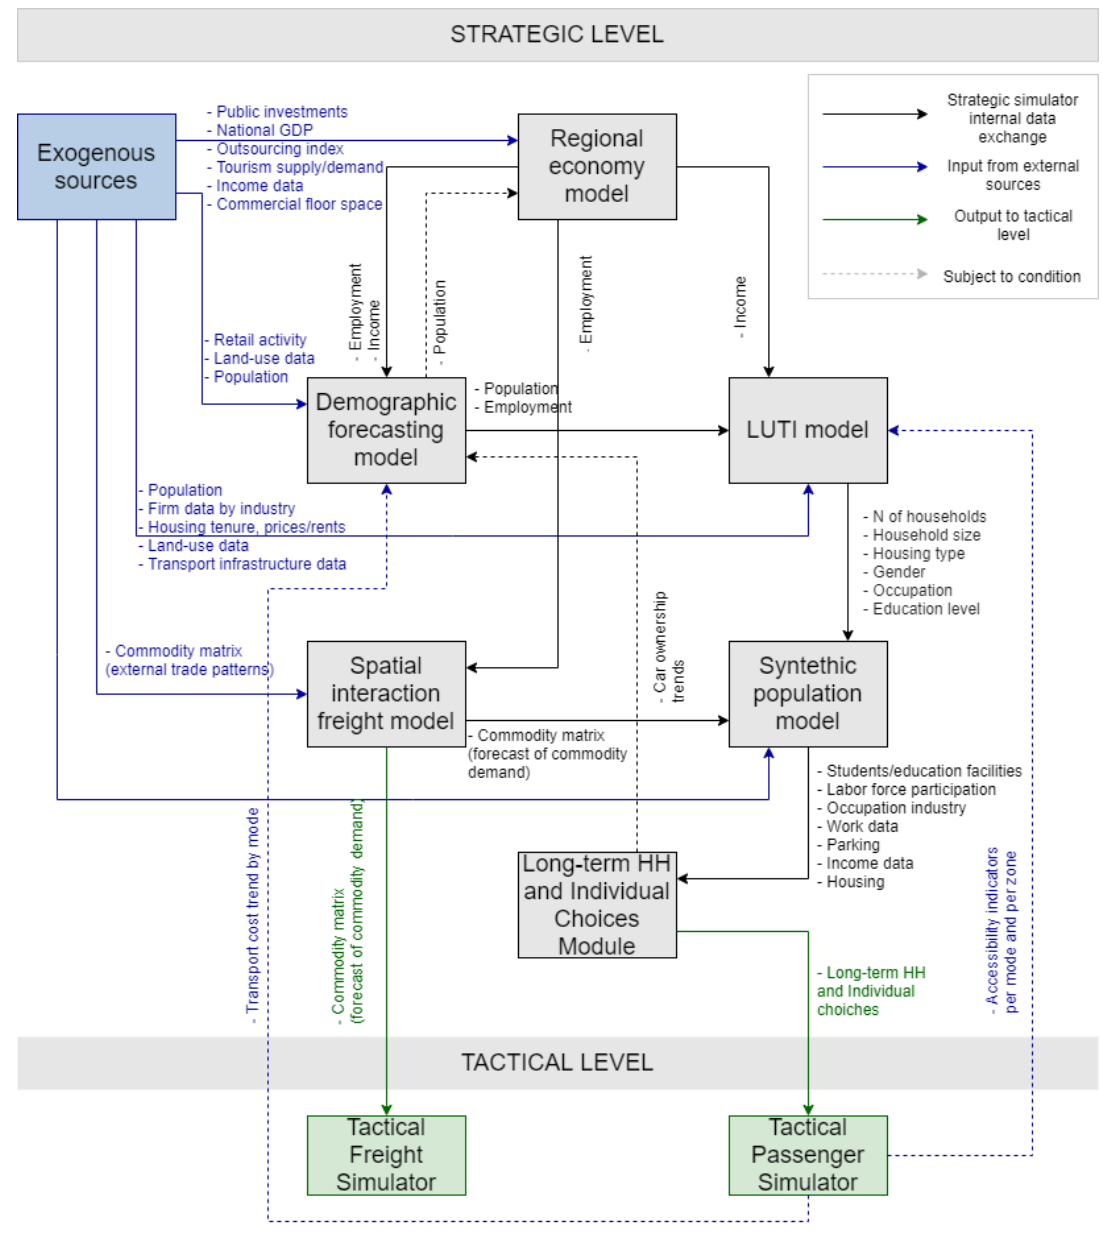 STRATEGIC LEVEL
Exogenous
sources
- Public investments
- National GDP
- Outsourcing index
- Tourism supply/demand
- Income data
- Commercial floor space
Regional
economy
model
Strategic simulator
internal data
exchange
Input from external
sources
Output to tactical
level
Subject to condition
- Employment
- Income
- Population
- Employment
- Income
- Retail activity
- Land-use data
- Population
Demographic
forecasting
model
- Population
- Employment
LUTI model
- Population
- Firm data by industry
- Housing tenure, prices/rents
- Land-use data
- Transport infrastructure data
- N of households
- Household size
- Housing type
- Gender
- Occupation
- Education level
- Commodity matrix
(external trade patterns)
Spatial
interaction
freight model
- Car ownership
trends
Syntethic
population
model
- Commodity matrix
(forecast of commodity
demand)
- Students/education facilities
- Labor force participation
- Occupation industry
- Work data
- Parking
- Income data
- Housing
- Transport cost trend by mode
- Commodity matrix
(forecast of commodity demand)
Long-term HH
and Individual
Choices
Module
- Accessibility indicators
per mode and per zone
- Long-term HH
and Individual
choiches
TACTICAL LEVEL
Tactical
Freight
Simulator
Tactical
Passenger
Simulator